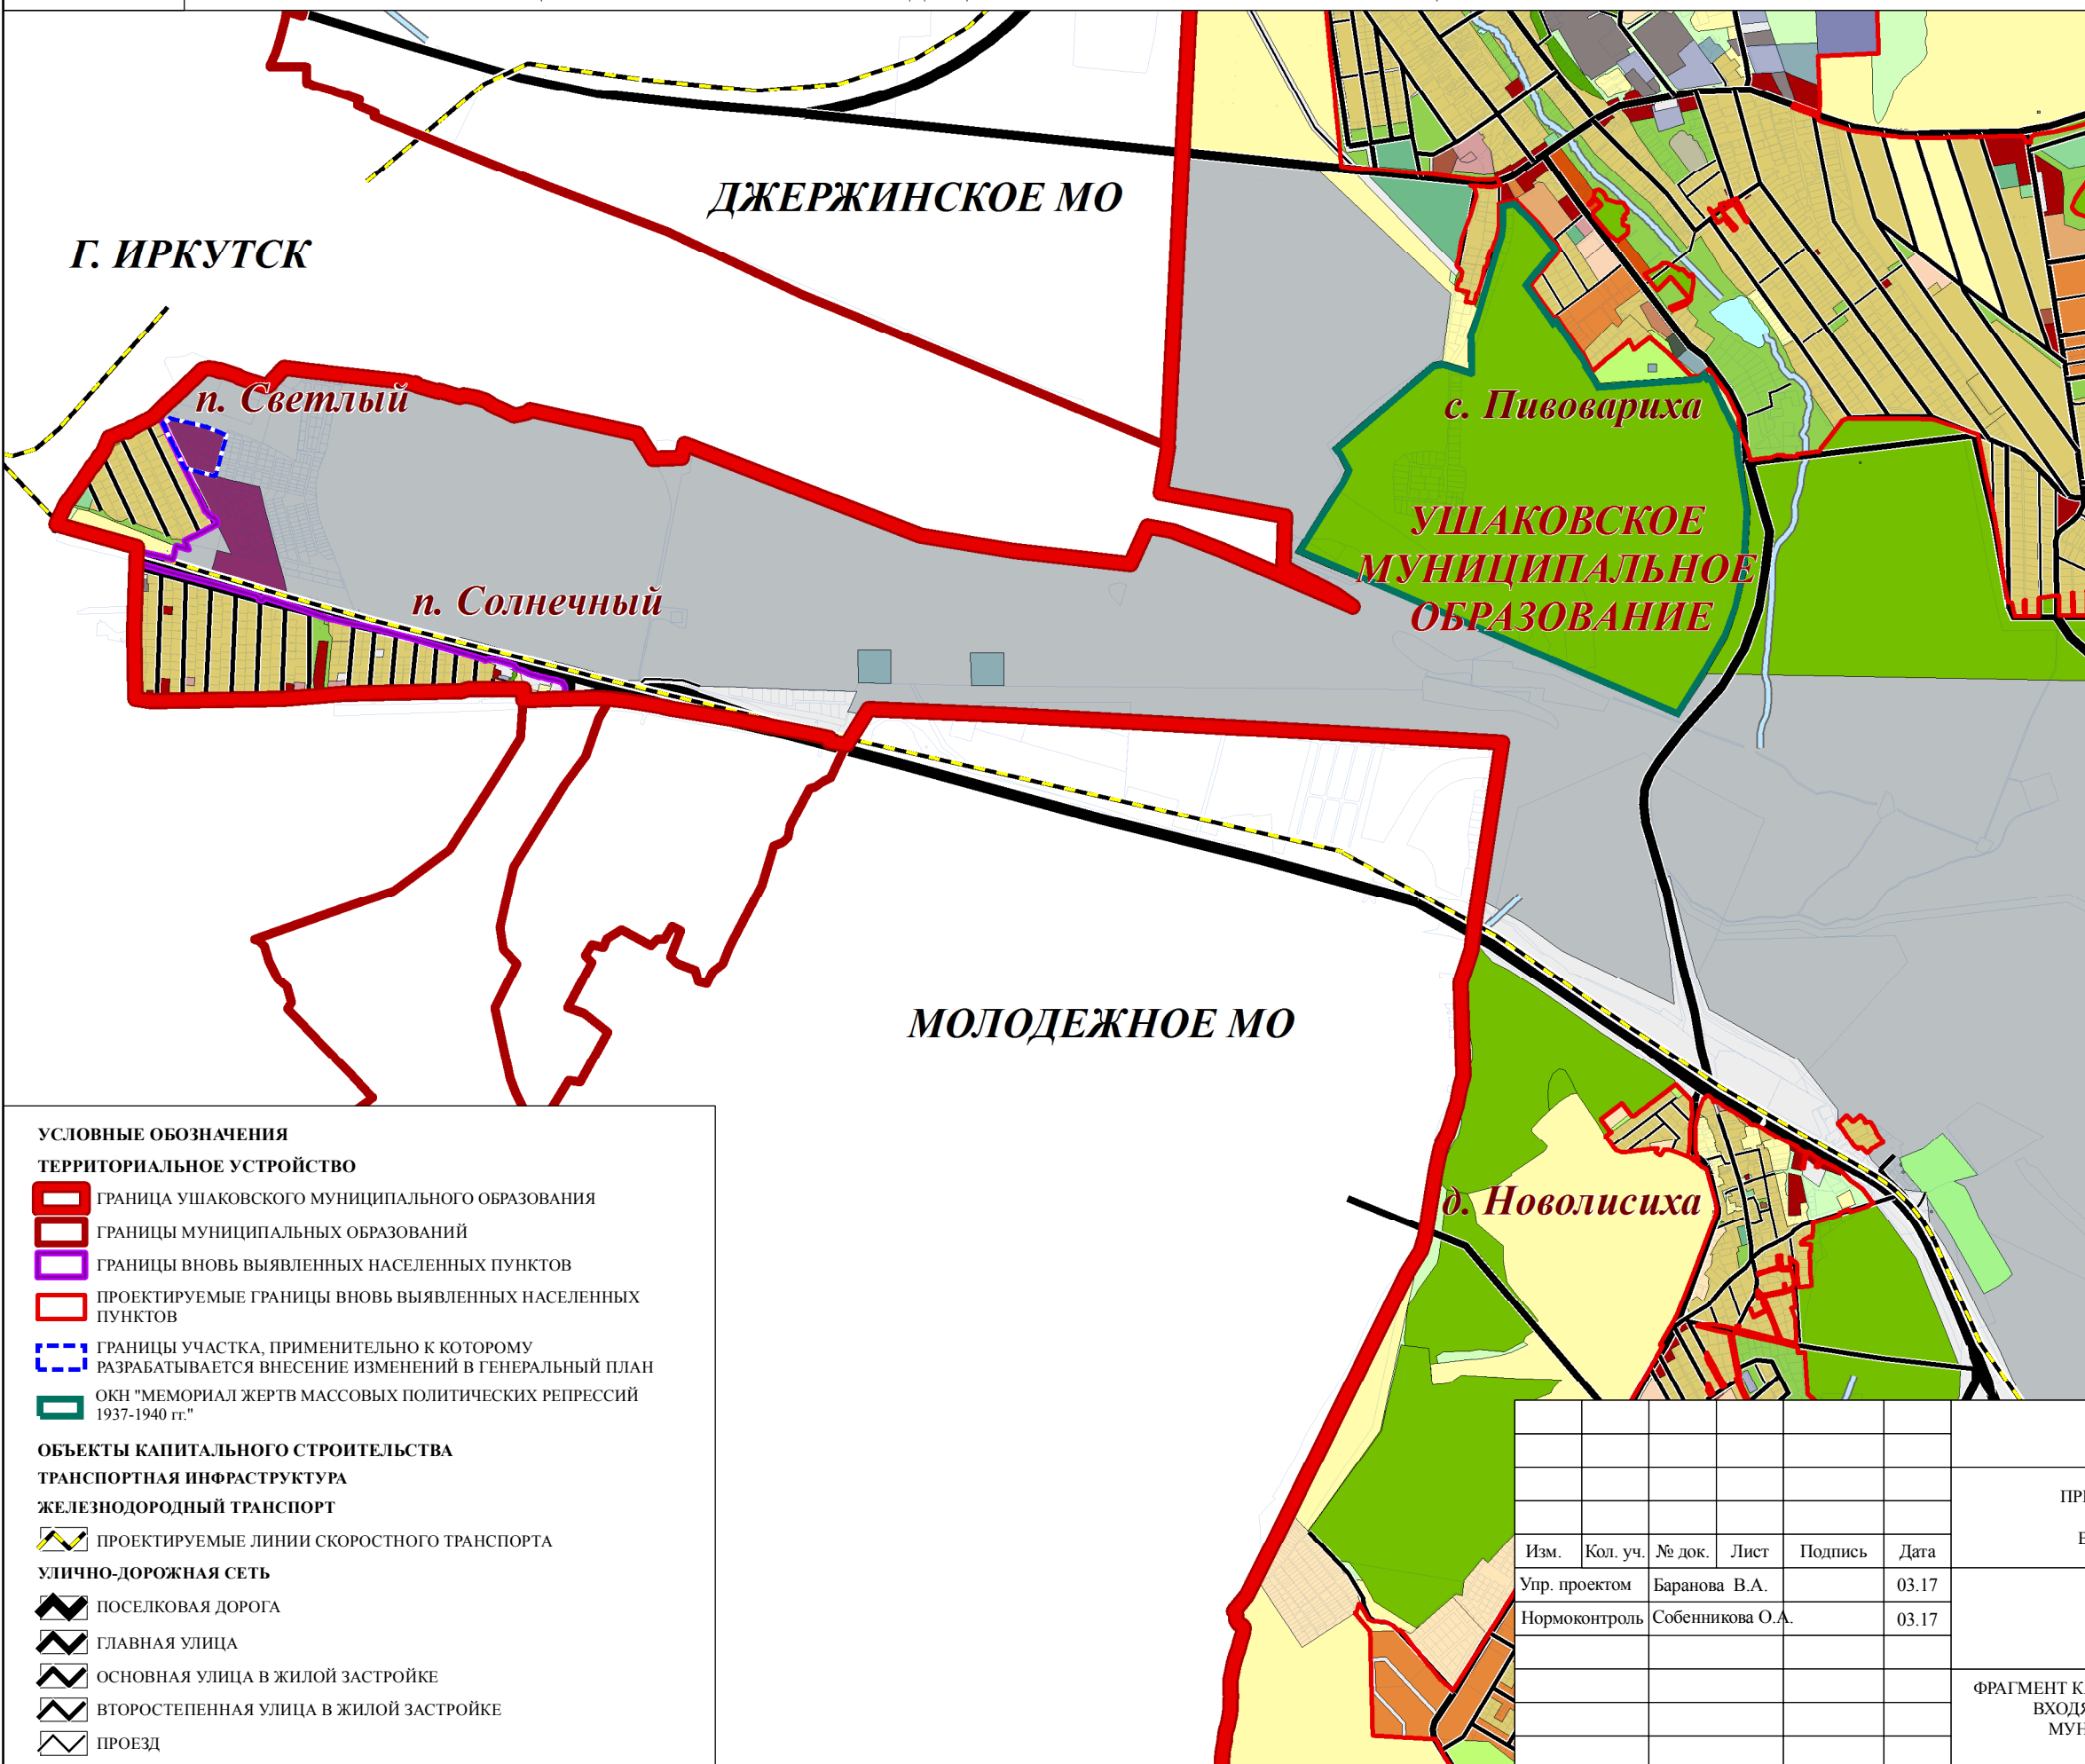 ДЖЕРЖИНСКОЕ МО
Г. ИРКУТСК
п. Светлый
с. Пивовариха
УШАКОВСКОЕ
МУНИЦИПАЛЬНОЕ
ОБРАЗОВАНИЕ
п. Солнечный
МОЛОДЕЖНОЕ МО
д. Новолисиха
УСЛОВНЫЕ ОБОЗНАЧЕНИЯ
ТЕРРИТОРИАЛЬНОЕ УСТРОЙСТВО
ГРАНИЦА УШАКОВСКОГО МУНИЦИПАЛЬНОГО ОБРАЗОВАНИЯ
ГРАНИЦЫ МУНИЦИПАЛЬНЫХ ОБРАЗОВАНИЙ
ГРАНИЦЫ ВНОВЬ ВЫЯВЛЕННЫХ НАСЕЛЕННЫХ ПУНКТОВ
ПРОЕКТИРУЕМЫЕ ГРАНИЦЫ ВНОВЬ ВЫЯВЛЕННЫХ НАСЕЛЕННЫХ
ПУНКТОВ
ГРАНИЦЫ УЧАСТКА, ПРИМЕНИТЕЛЬНО К КОТОРОМУ
РАЗРАБАТЫВАЕТСЯ ВНЕСЕНИЕ ИЗМЕНЕНИЙ В ГЕНЕРАЛЬНЫЙ ПЛАН
ОКН "МЕМОРИАЛ ЖЕРТВ МАССОВЫХ ПОЛИТИЧЕСКИХ РЕПРЕССИЙ
1937-1940 гг."
ОБЪЕКТЫ КАПИТАЛЬНОГО СТРОИТЕЛЬСТВА
ТРАНСПОРТНАЯ ИНФРАСТРУКТУРА
ЖЕЛЕЗНОДОРОДНЫЙ ТРАНСПОРТ
ПРОЕКТИРУЕМЫЕ ЛИНИИ СКОРОСТНОГО ТРАНСПОРТА
УЛИЧНО-ДОРОЖНАЯ СЕТЬ
ПОСЕЛКОВАЯ ДОРОГА
ГЛАВНАЯ УЛИЦА
ОСНОВНАЯ УЛИЦА В ЖИЛОЙ ЗАСТРОЙКЕ
ВТОРОСТЕПЕННАЯ УЛИЦА В ЖИЛОЙ ЗАСТРОЙКЕ
ПРОЕЗД
Изм. Кол. уч. № док. Лист Подпись Дата
Упр. проектом Баранова В.А. 03.17
Нормоконтроль Собенникова О.А. 03.17
ФРАГМЕНТ